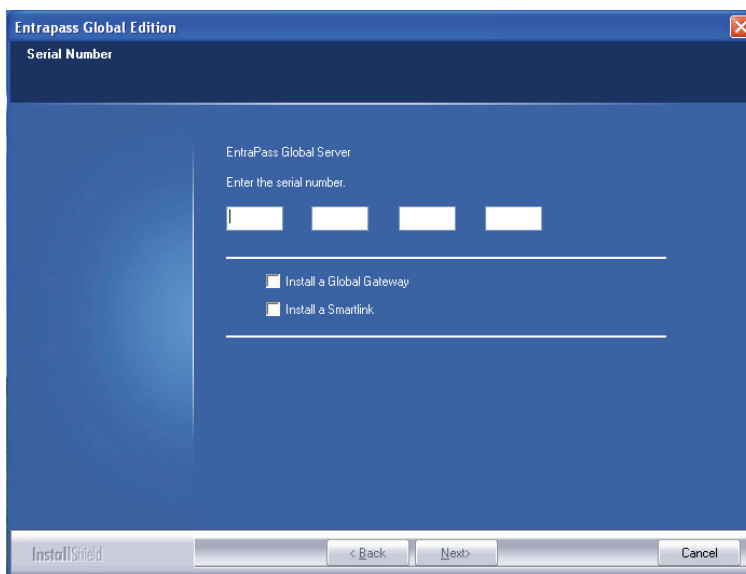 Entrapass Global Edition
Serial Number
EntraPass Global Server
Enter the serial number.
Install a Global Gateway
Install a Smartlink
InstallShield
< Back
Next>
Cancel